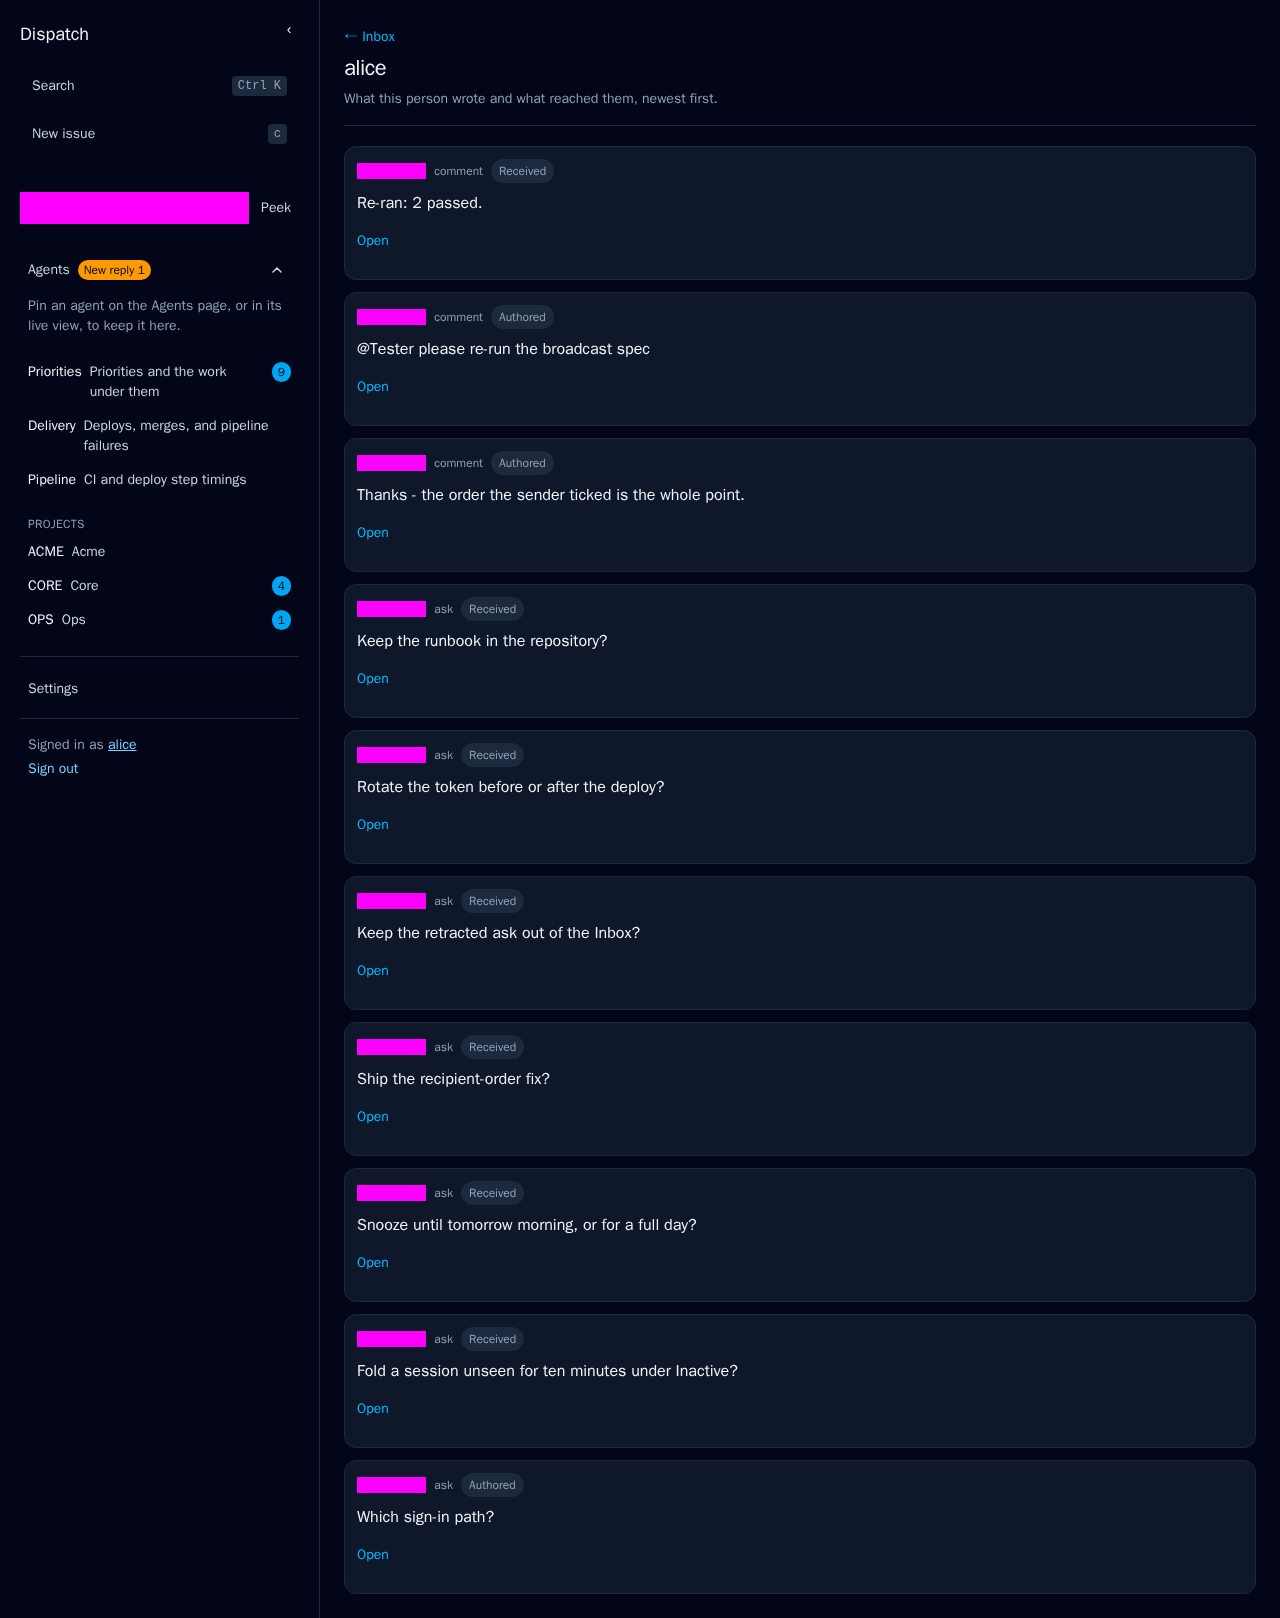 Dispatch
‹
Search
Ctrl K
New issue
C
Peek
Agents
New reply 1
Pin an agent on the Agents page, or in its
live view, to keep it here.
Priorities
Priorities and the work
under them
9
Delivery
Deploys, merges, and pipeline
failures
Pipeline
CI and deploy step timings
PROJECTS
ACME Acme
CORE Core
4
OPS Ops
1
Settings
Signed in as alice
Sign out
← Inbox
alice
What this person wrote and what reached them, newest first.
comment Received
Re-ran: 2 passed.
Open
comment Authored
@Tester please re-run the broadcast spec
Open
comment Authored
Thanks - the order the sender ticked is the whole point.
Open
ask Received
Keep the runbook in the repository?
Open
ask Received
Rotate the token before or after the deploy?
Open
ask Received
Keep the retracted ask out of the Inbox?
Open
ask Received
Ship the recipient-order fix?
Open
ask Received
Snooze until tomorrow morning, or for a full day?
Open
ask Received
Fold a session unseen for ten minutes under Inactive?
Open
ask Authored
Which sign-in path?
Open